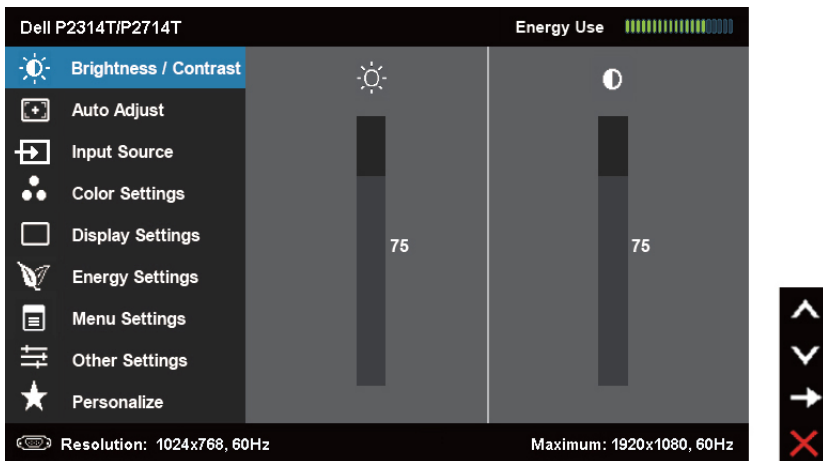 Dell P2314T/P2714T Energy Use
Brightness / Contrast
Auto Adjust
Input Source
Color Settings
Display Settings
75 75
Energy Settings
Menu Settings
Other Settings
Personalize
Resolution: 1024x768, 60Hz Maximum: 1920x1080, 60Hz